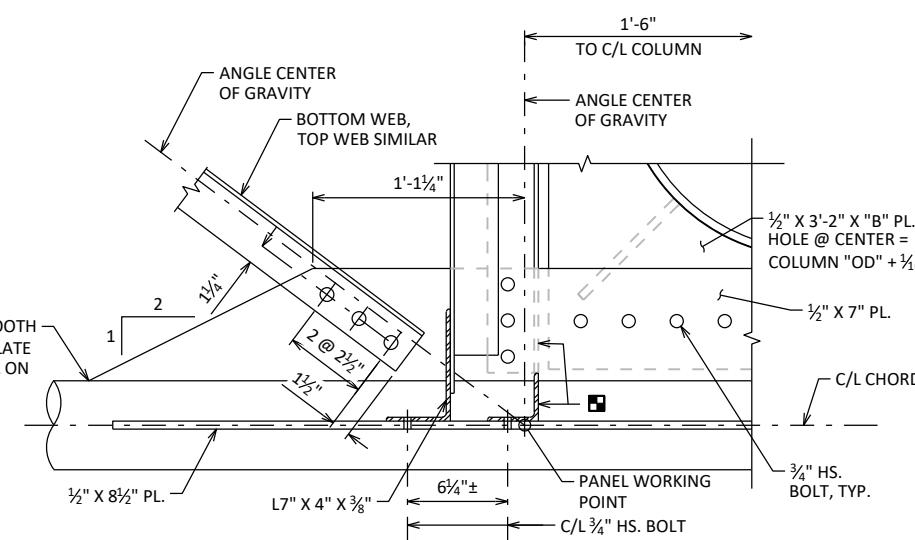 1'-6"
TO C/L COLUMN
ANGLE CENTER
OF GRAVITY
ANGLE CENTER
OF GRAVITY
BOTTOM WEB,
TOP WEB SIMILAR
1'-1¼"
½" X 3'-2" X "B" PL.
HOLE @ CENTER =
COLUMN "OD" + ⅟
1¼"
2
1
½" X 7" PL.
OOTH
LATE
ON
2 @ 2½"
1½"
C/L CHORD
½" X 8½" PL.
L7" X 4" X ⅜"
6¼"±
PANEL WORKING
POINT
¾" HS.
BOLT, TYP.
C/L ¾" HS. BOLT